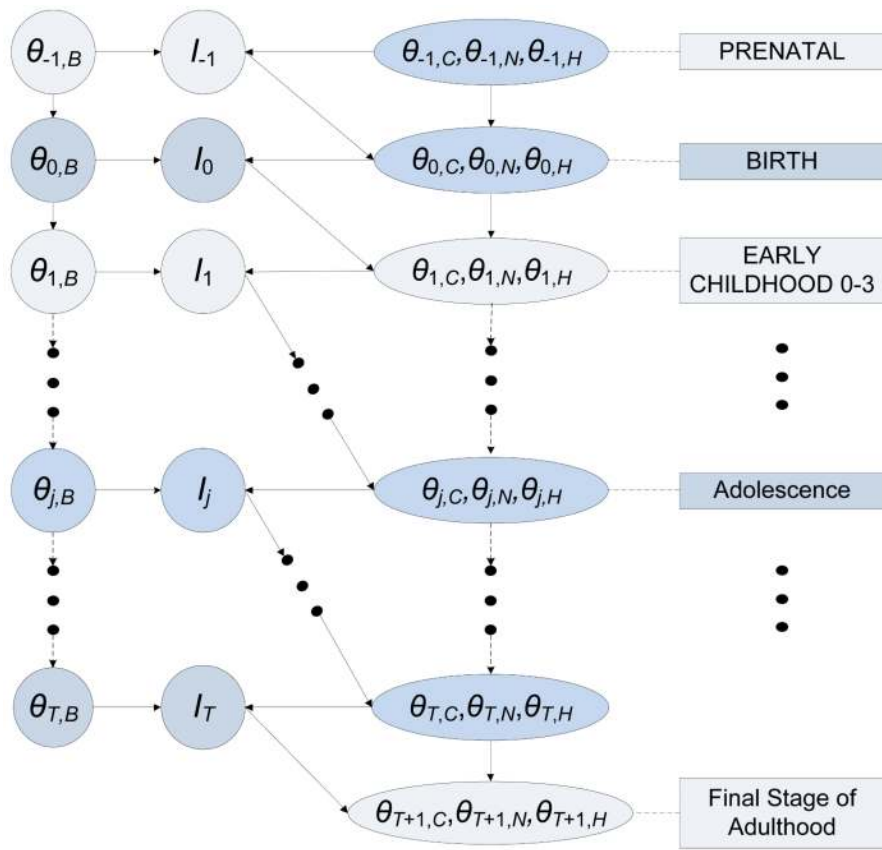 θ-1,B I-1 θ-1,C,θ-1,N,θ-1,H PRENATAL
θ0,B I0 θ0,C,θ0,N,θ0,H BIRTH
θ1,B I1 θ1,C,θ1,N,θ1,H EARLY
CHILDHOOD 0-3
θj,B Ij θj,C,θj,N,θj,H Adolescence
θT,B IT θT,C,θT,N,θT,H
θT+1,C,θT+1,N,θT+1,H Final Stage of
Adulthood